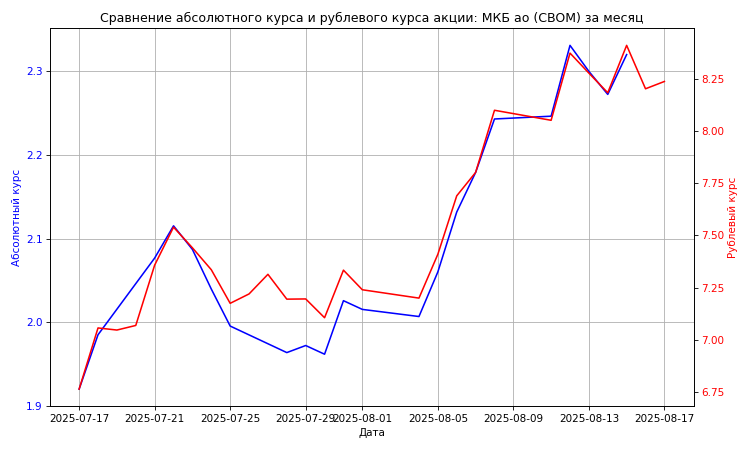 Сравнение абсолютного курса и рублевого курса акции: МКБ ао (CBOM) за месяц
Абсолютный курс
2.3
2.2
2.1
2.0
1.9
8.25
8.00
7.75
7.50
7.25
7.00
6.75
Рублевый курс
2025-07-17 2025-07-21 2025-07-25 2025-07-29 2025-08-01 2025-08-05 2025-08-09 2025-08-13 2025-08-17
Дата